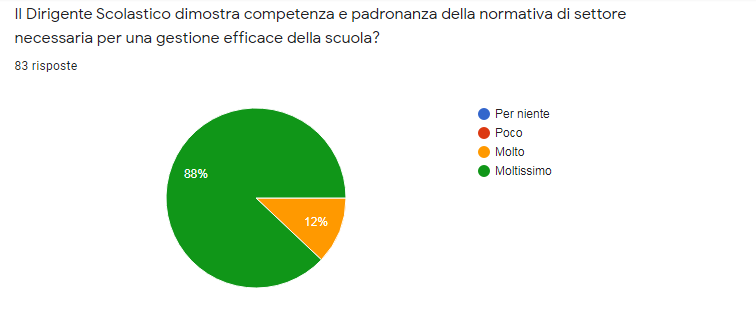 Il Dirigente Scolastico dimostra competenza e padronanza della normativa di settore
necessaria per una gestione efficace della scuola?
83 risposte
88%
12%
Per niente
Poco
Molto
Moltissimo